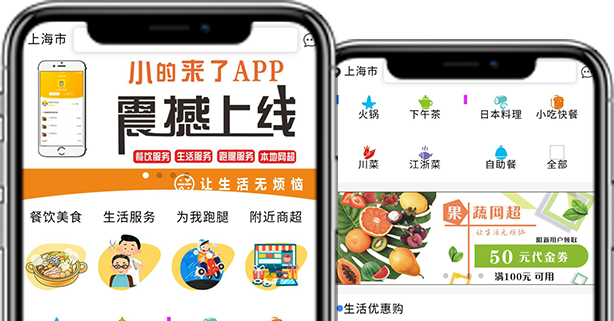 上海市
小的来了APP
震撼上线
餐饮服务 生活服务 跑腿服务 本地网超
让生活无烦恼
餐饮美食 生活服务 为我跑腿 附近商超
上海市
火锅 下午茶 日本料理 小吃快餐
川菜 江浙菜 自助餐 全部
果蔬网超
让生活无烦恼
限新用户领取
50元代金券
满100元可用
生活优惠购